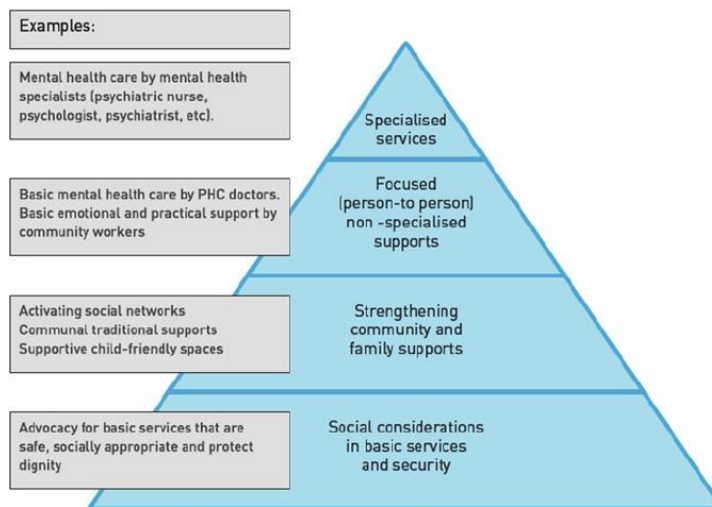 Examples:
Mental health care by mental health
specialists (psychiatric nurse,
psychologist, psychiatrist, etc).
Specialised
services
Basic mental health care by PHC doctors.
Basic emotional and practical support by
community workers
Focused
(person-to person)
non -specialised
supports
Activating social networks
Communal traditional supports
Supportive child-friendly spaces
Strengthening
community and
family supports
Advocacy for basic services that are
safe, socially appropriate and protect
dignity
Social considerations
in basic services
and security